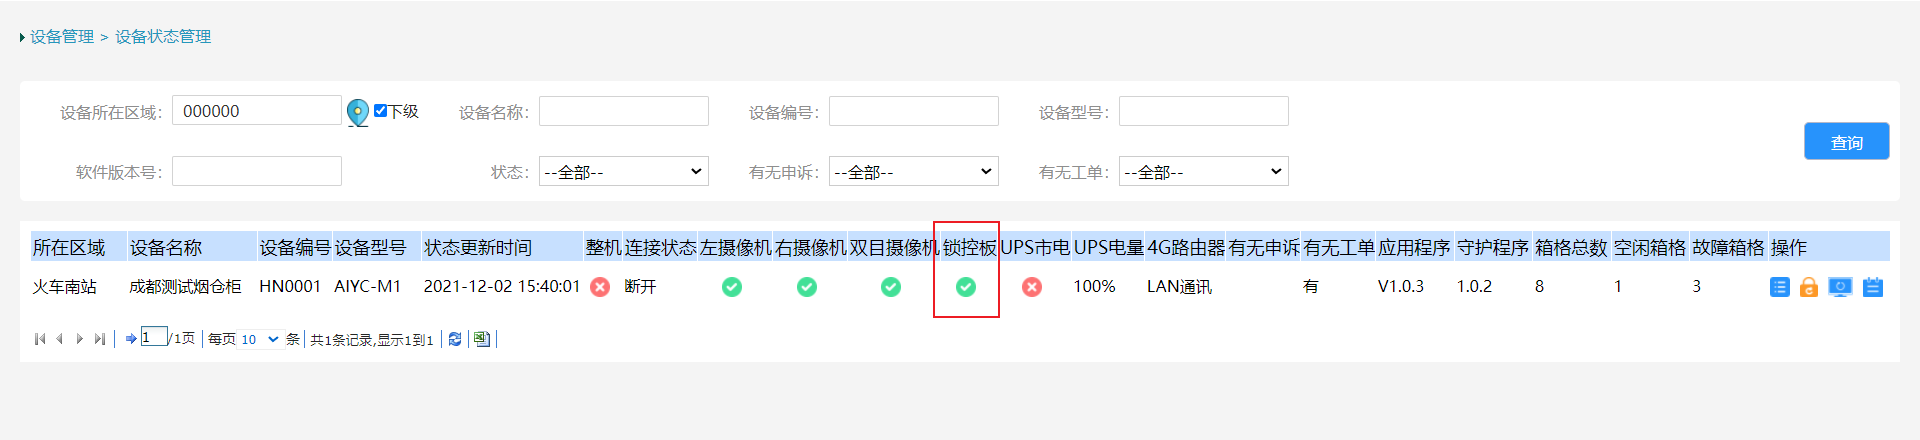 设备管理 > 设备状态管理
设备所在区域： 000000 下级 设备名称： 设备编号： 设备型号：
查询
软件版本号： 状态： --全部-- 有无申诉： --全部-- 有无工单： --全部--
所在区域 设备名称 设备编号 设备型号 状态更新时间 整机 连接状态 左摄像机 右摄像机 双目摄像机 锁控板 UPS市电 UPS电量 4G路由器 有无申诉 有无工单 应用程序 守护程序 箱格总数 空闲箱格 故障箱格 操作
火车南站 成都测试烟仓柜 HN0001 AIYC-M1 2021-12-02 15:40:01 断开 100% LAN通讯 有 V1.0.3 1.0.2 8 1 3
1 /1页 每页 10 条 共1条记录,显示1到1